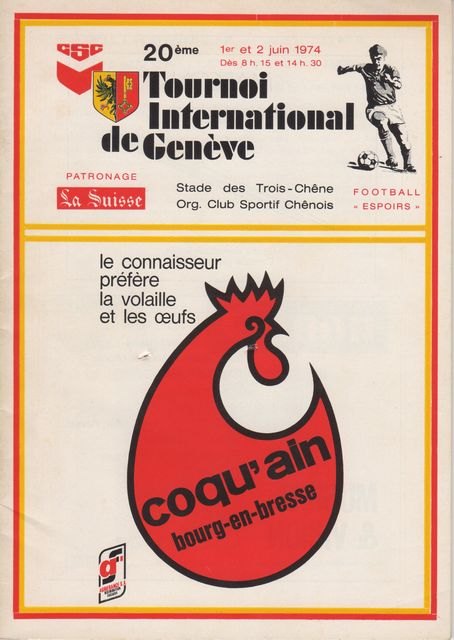 CSC
20ème
1er et 2 juin 1974
Dès 8 h. 15 et 14 h. 30
Tournoi
International
de Genève
PATRONAGE
La Suisse
Stade des Trois-Chêne
Org. Club Sportif Chênois
FOOTBALL
« ESPOIRS »
le connaisseur
préfère
la volaille
et les œufs
coqu'ain
bourg-en-bresse